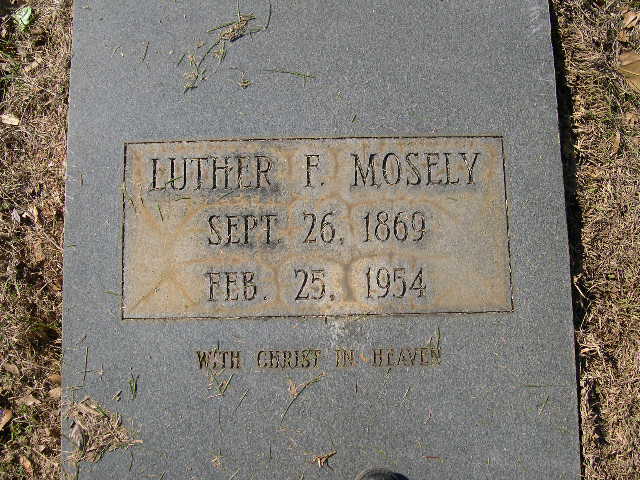 LUTHER F. MOSELY
SEPT. 26, 1869
FEB. 25, 1954
WITH CHRIST IN HEAVEN